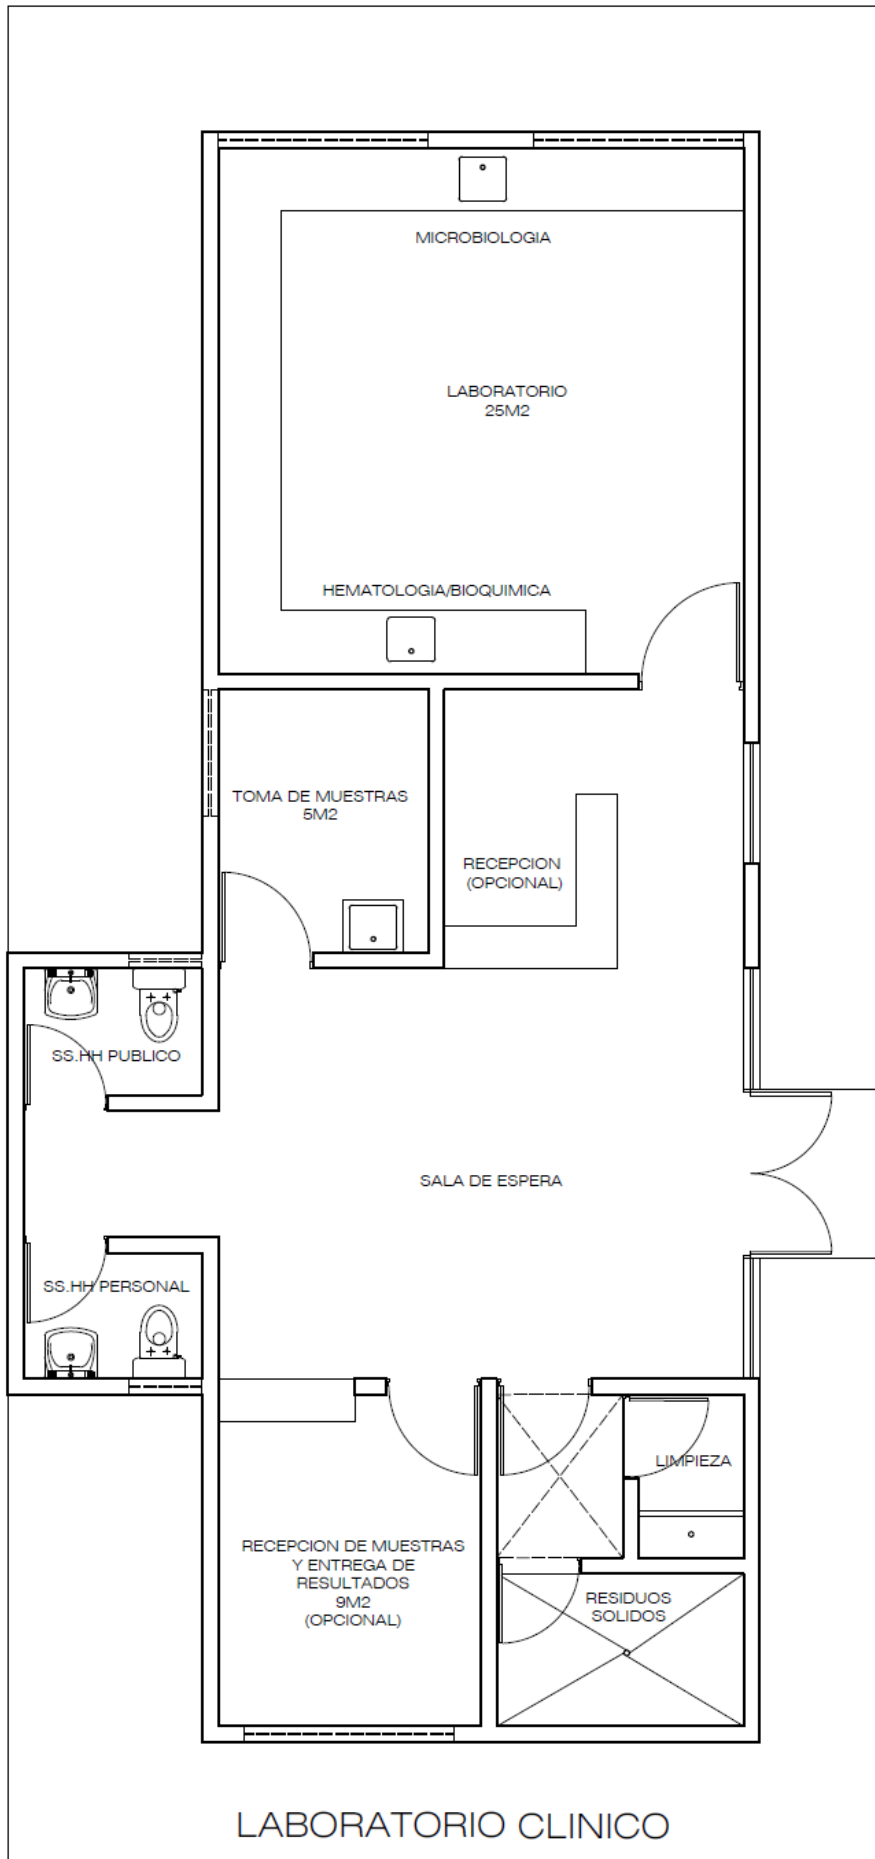 MICROBIOLOGIA
LABORATORIO
25M2
HEMATOLOGIA/BIOQUIMICA
TOMA DE MUESTRAS
5M2
RECEPCION
(OPCIONAL)
SS.HH PUBLICO
SALA DE ESPERA
SS.HH PERSONAL
LIMPIEZA
RECEPCION DE MUESTRAS
Y ENTREGA DE
RESULTADOS
9M2
(OPCIONAL)
RESIDUOS
SOLIDOS
LABORATORIO CLINICO